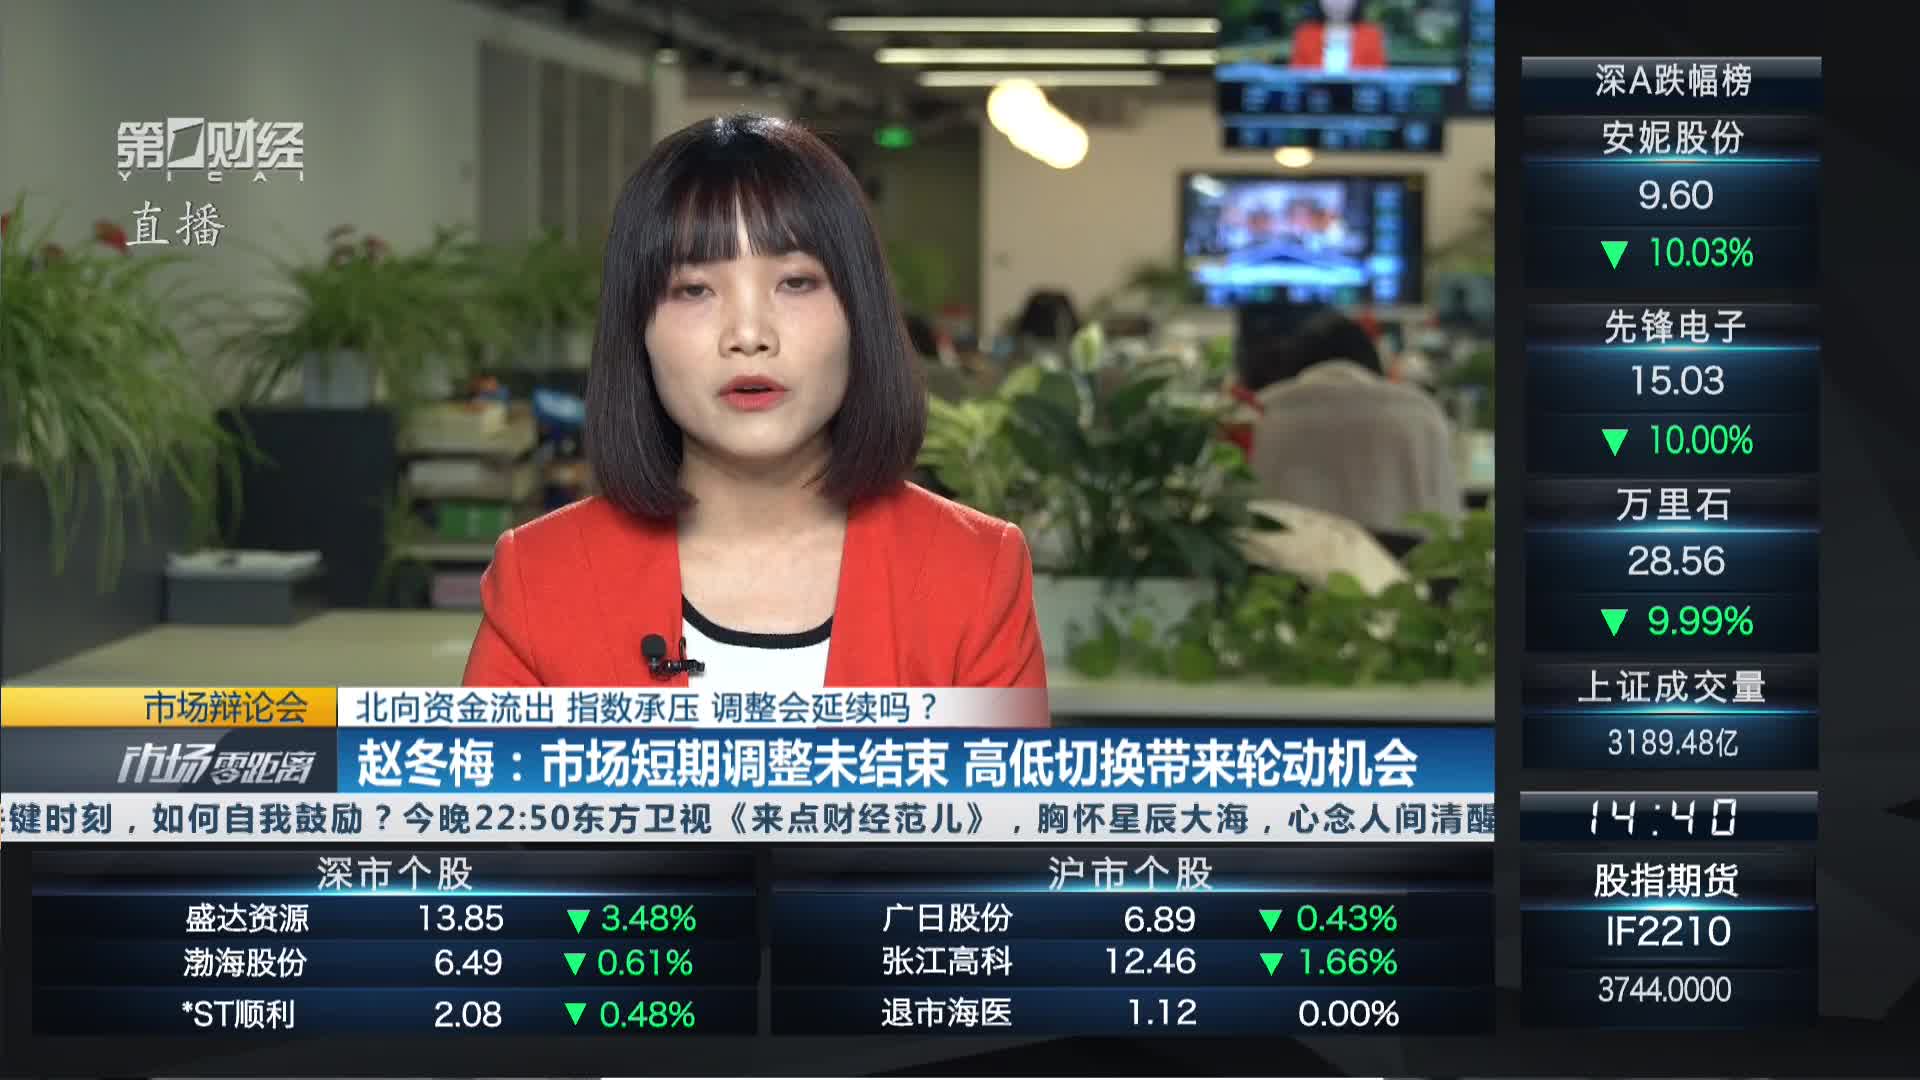 第一财经
YICAI
直播
市场辩论会
北向资金流出 指数承压 调整会延续吗？
市场零距离
赵冬梅：市场短期调整未结束 高低切换带来轮动机会
键时刻，如何自我鼓励？今晚22:50东方卫视《来点财经范儿》，胸怀星辰大海，心念人间清醒
深市个股
盛达资源 13.85 ▼ 3.48%
渤海股份 6.49 ▼ 0.61%
*ST顺利 2.08 ▼ 0.48%
沪市个股
广日股份 6.89 ▼ 0.43%
张江高科 12.46 ▼ 1.66%
退市海医 1.12 0.00%
深A跌幅榜
安妮股份
9.60
▼ 10.03%
先锋电子
15.03
▼ 10.00%
万里石
28.56
▼ 9.99%
上证成交量
3189.48亿
14:40
股指期货
IF2210
3744.0000